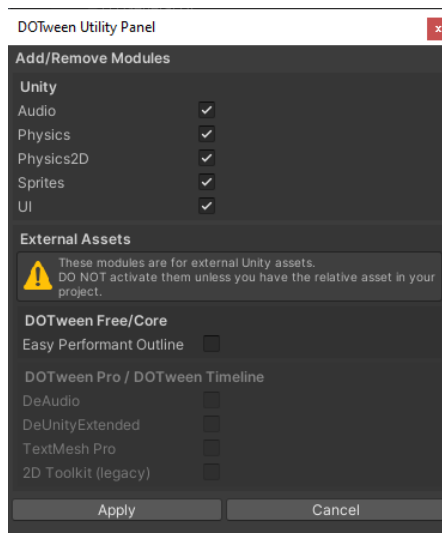 DOTween Utility Panel
x
Add/Remove Modules
Unity
Audio
Physics
Physics2D
Sprites
UI
External Assets
These modules are for external Unity assets.
DO NOT activate them unless you have the relative asset in your
project.
DOTween Free/Core
Easy Performant Outline
DOTween Pro / DOTween Timeline
DeAudio
DeUnityExtended
TextMesh Pro
2D Toolkit (legacy)
Apply Cancel